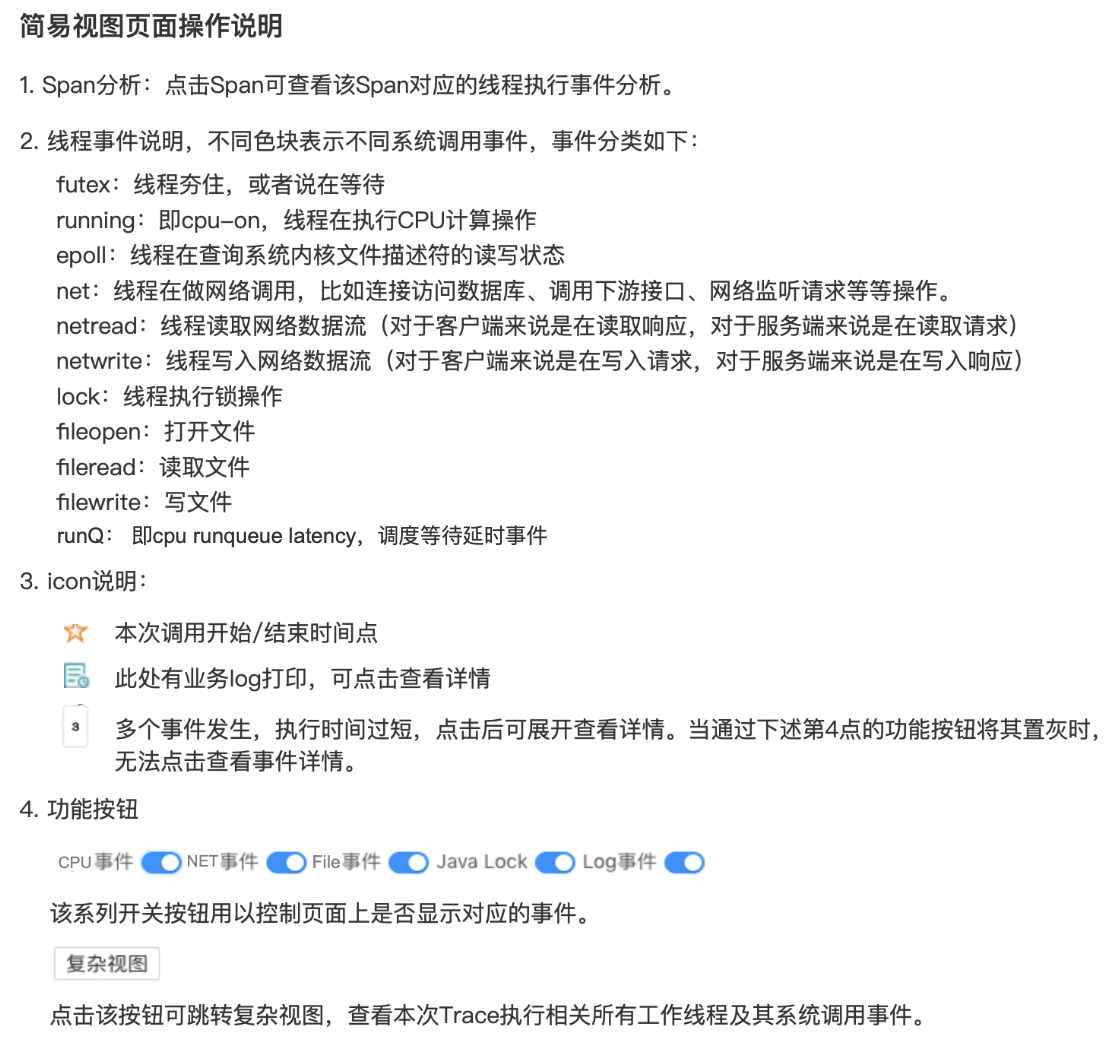 简易视图页面操作说明
1. Span分析：点击Span可查看该Span对应的线程执行事件分析。
2. 线程事件说明，不同色块表示不同系统调用事件，事件分类如下：
futex：线程夯住，或者说在等待
running：即cpu-on，线程在执行CPU计算操作
epoll：线程在查询系统内核文件描述符的读写状态
net：线程在做网络调用，比如连接访问数据库、调用下游接口、网络监听请求等等操作。
netread：线程读取网络数据流（对于客户端来说是在读取响应，对于服务端来说是在读取请求）
netwrite：线程写入网络数据流（对于客户端来说是在写入请求，对于服务端来说是在写入响应）
lock：线程执行锁操作
fileopen：打开文件
fileread：读取文件
filewrite：写文件
runQ： 即cpu runqueue latency，调度等待延时事件
3. icon说明：
本次调用开始/结束时间点
此处有业务log打印，可点击查看详情
3 多个事件发生，执行时间过短，点击后可展开查看详情。当通过下述第4点的功能按钮将其置灰时，
无法点击查看事件详情。
4. 功能按钮
CPU事件 NET事件 File事件 Java Lock Log事件
该系列开关按钮用以控制页面上是否显示对应的事件。
复杂视图
点击该按钮可跳转复杂视图，查看本次Trace执行相关所有工作线程及其系统调用事件。